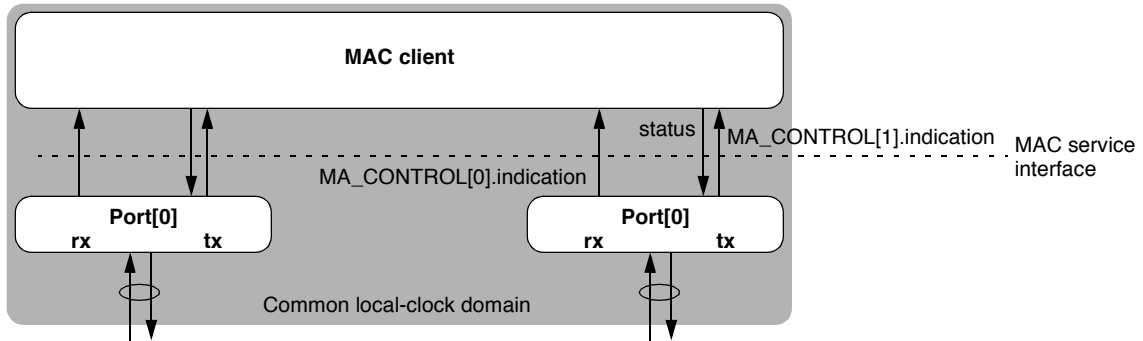 MAC client
status
MA_CONTROL[1].indication
MAC service
interface
MA_CONTROL[0].indication
Port[0]
rx tx
Port[0]
rx tx
Common local-clock domain